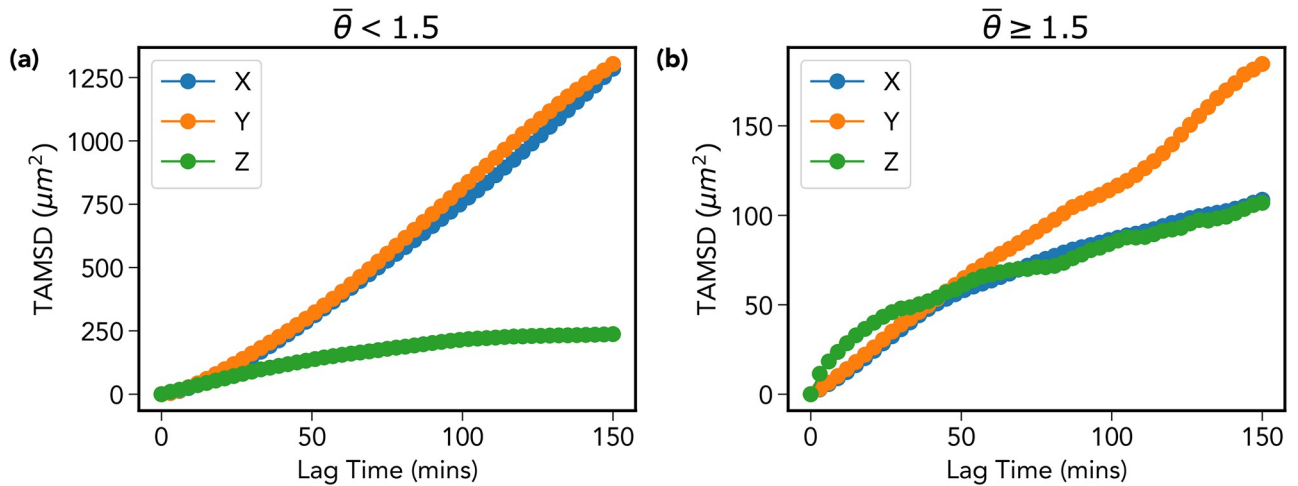 (a)
θ̅ < 1.5
TAMSD (μm²)
1250
1000
750
500
250
0
X
Y
Z
0 50 100 150
Lag Time (mins)
(b)
θ̅ ≥ 1.5
TAMSD (μm²)
150
100
50
0
X
Y
Z
0 50 100 150
Lag Time (mins)